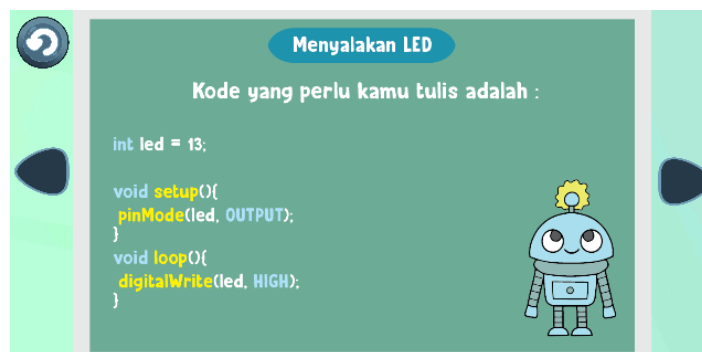 Menyalakan LED
Kode yang perlu kamu tulis adalah :
int led = 13;
void setup(){
pinMode(led, OUTPUT);
}
void loop(){
digitalWrite(led, HIGH);
}